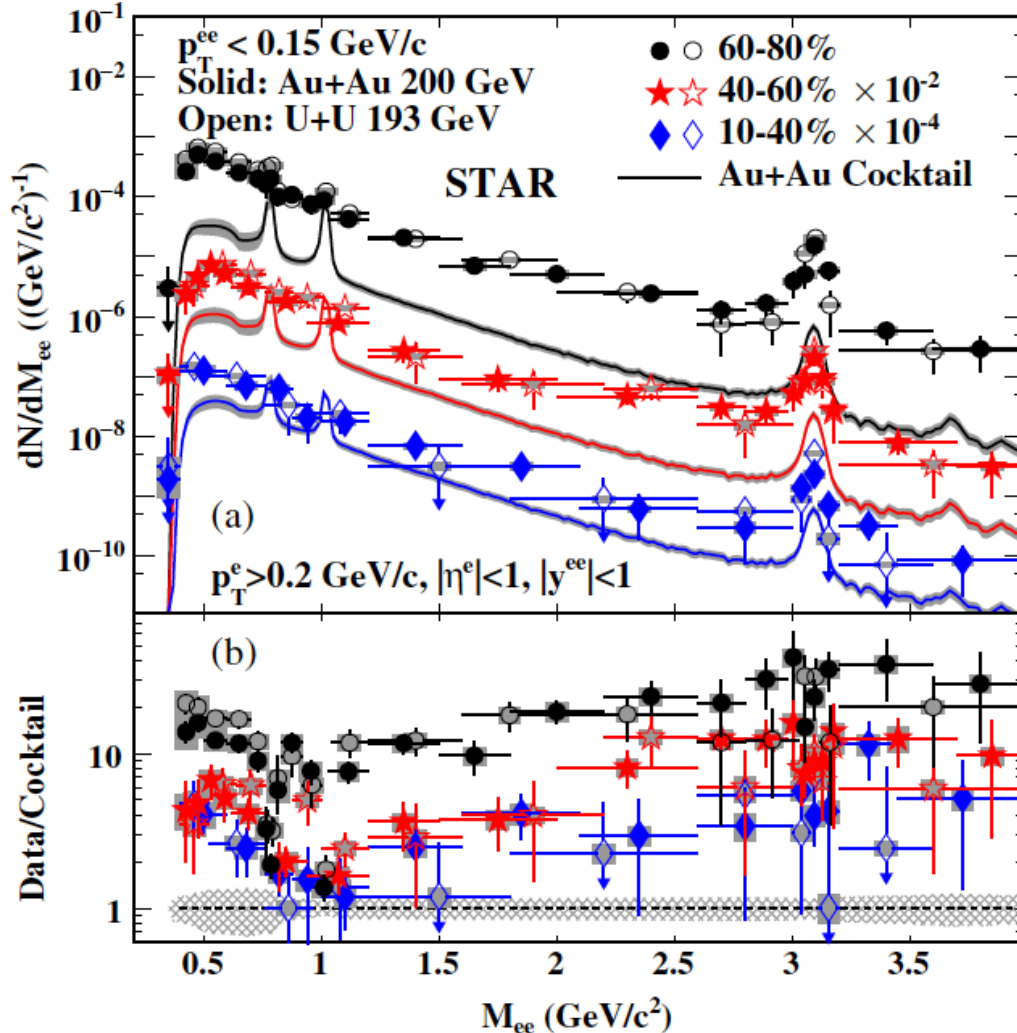 p_T^ee < 0.15 GeV/c
Solid: Au+Au 200 GeV
Open: U+U 193 GeV
60-80%
40-60% × 10^-2
10-40% × 10^-4
Au+Au Cocktail
STAR
dN/dM_ee ((GeV/c^2)^-1)
10^-1
10^-2
10^-4
10^-6
10^-8
10^-10
(a)
p_T^e>0.2 GeV/c, |η^e|<1, |y^ee|<1
(b)
Data/Cocktail
10
1
0.5 1 1.5 2 2.5 3 3.5
M_ee (GeV/c^2)